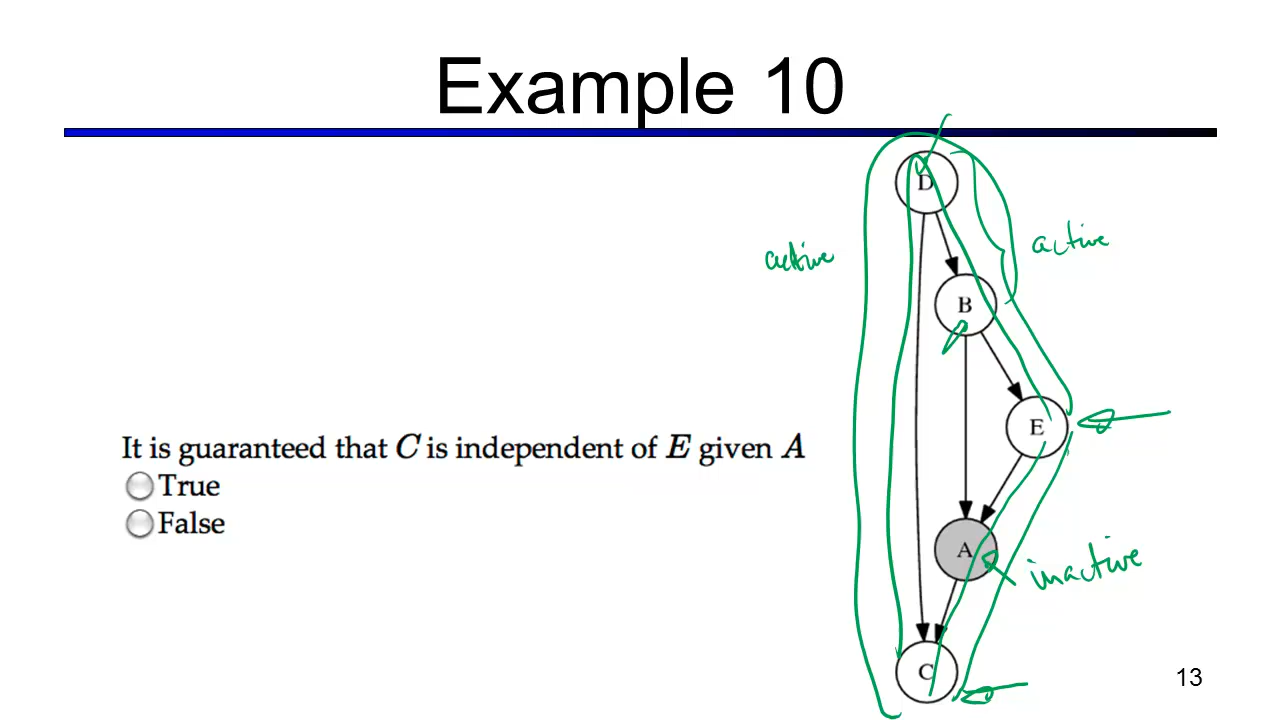 Example 10
D
active
active
B
E
It is guaranteed that C is independent of E given A
True
False
A
inactive
C
13